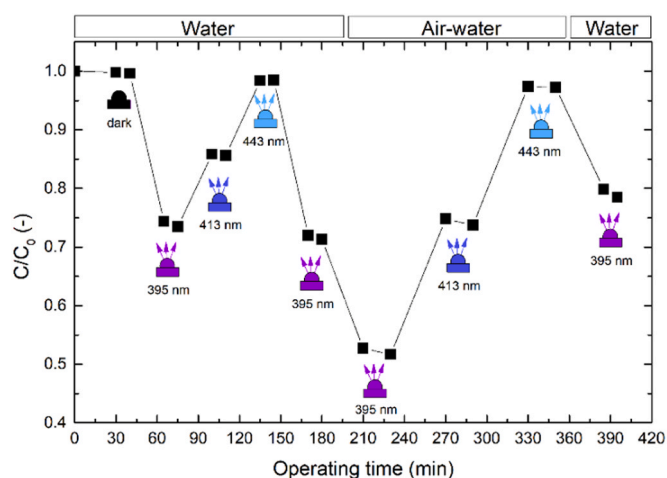 Water Air-water Water
1.0
0.9
0.8
0.7
0.6
0.5
0.4
C/C₀ (-)
dark
395 nm
413 nm
443 nm
395 nm
395 nm
413 nm
443 nm
395 nm
0 30 60 90 120 150 180 210 240 270 300 330 360 390 420
Operating time (min)